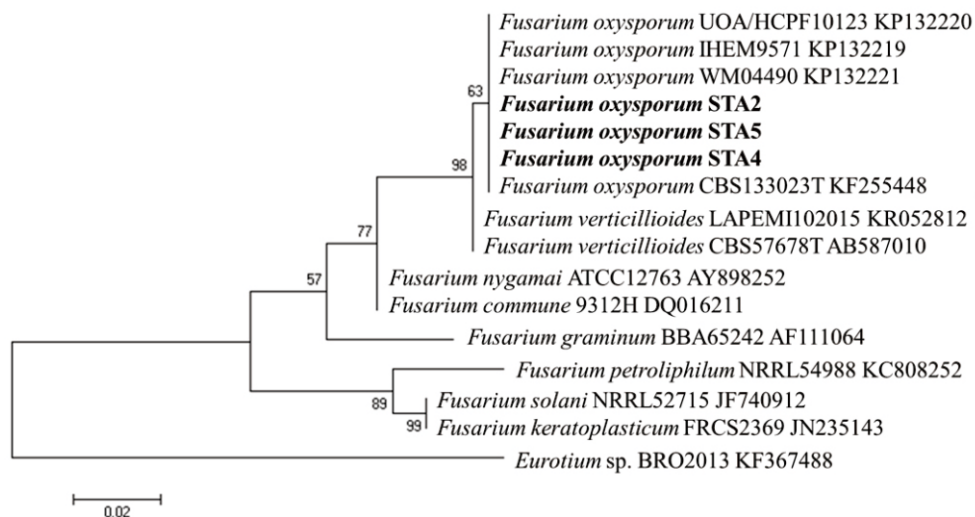 Fusarium oxysporum UOA/HCPF10123 KP132220
Fusarium oxysporum IHEM9571 KP132219
Fusarium oxysporum WM04490 KP132221
63
Fusarium oxysporum STA2
Fusarium oxysporum STA5
Fusarium oxysporum STA4
98
Fusarium oxysporum CBS133023T KF255448
Fusarium verticillioides LAPEMI102015 KR052812
77
Fusarium verticillioides CBS57678T AB587010
57
Fusarium nygamai ATCC12763 AY898252
Fusarium commune 9312H DQ016211
Fusarium graminum BBA65242 AF111064
Fusarium petroliphilum NRRL54988 KC808252
89
Fusarium solani NRRL52715 JF740912
99
Fusarium keratoplasticum FRCS2369 JN235143
Eurotium sp. BRO2013 KF367488
0.02